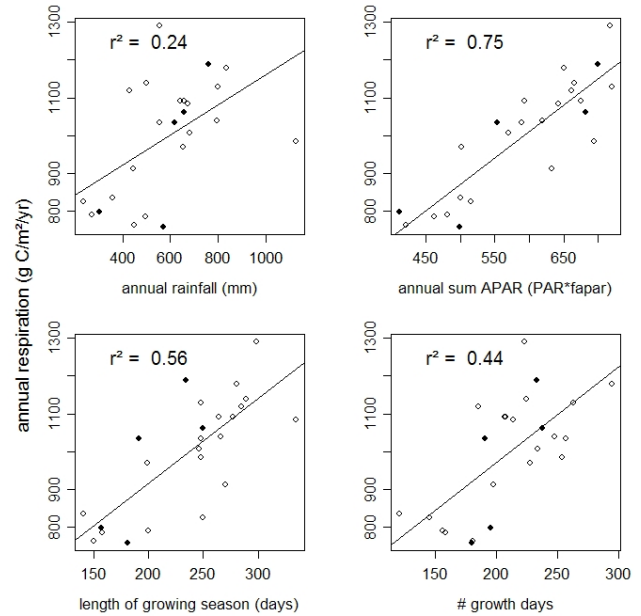 r² = 0.24
r² = 0.75
1300
1100
900
800
1300
1100
900
800
400 600 800 1000
450 550 650
annual rainfall (mm)
annual sum APAR (PAR*fapar)
annual respiration (g C/m²/yr)
r² = 0.56
r² = 0.44
1300
1100
900
800
1300
1100
900
800
150 200 250 300
150 200 250 300
length of growing season (days)
# growth days